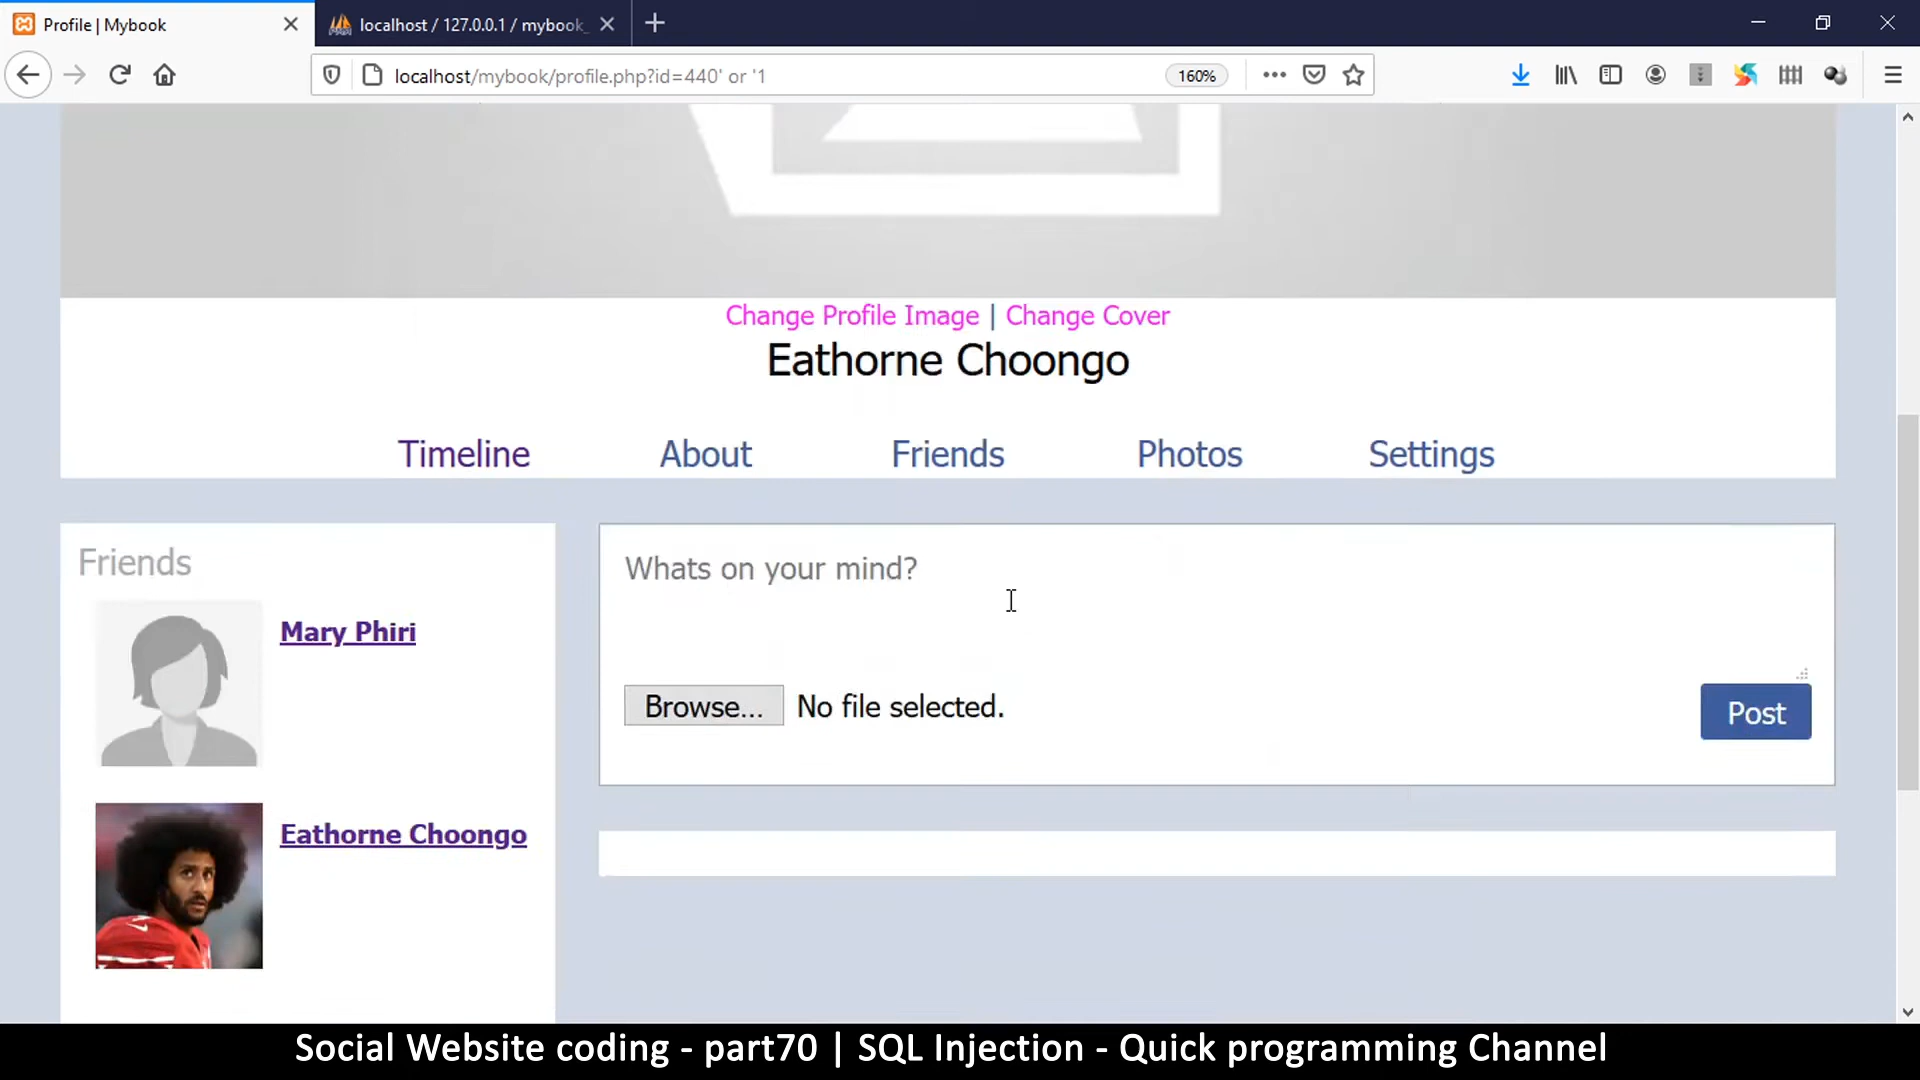 Profile | Mybook
localhost / 127.0.0.1 / mybook_
localhost/mybook/profile.php?id=440' or '1
160%
Change Profile Image | Change Cover
Eathorne Choongo
Timeline About Friends Photos Settings
Friends
Whats on your mind?
Mary Phiri
Browse... No file selected.
Post
Eathorne Choongo
Social Website coding - part70 | SQL Injection - Quick programming Channel